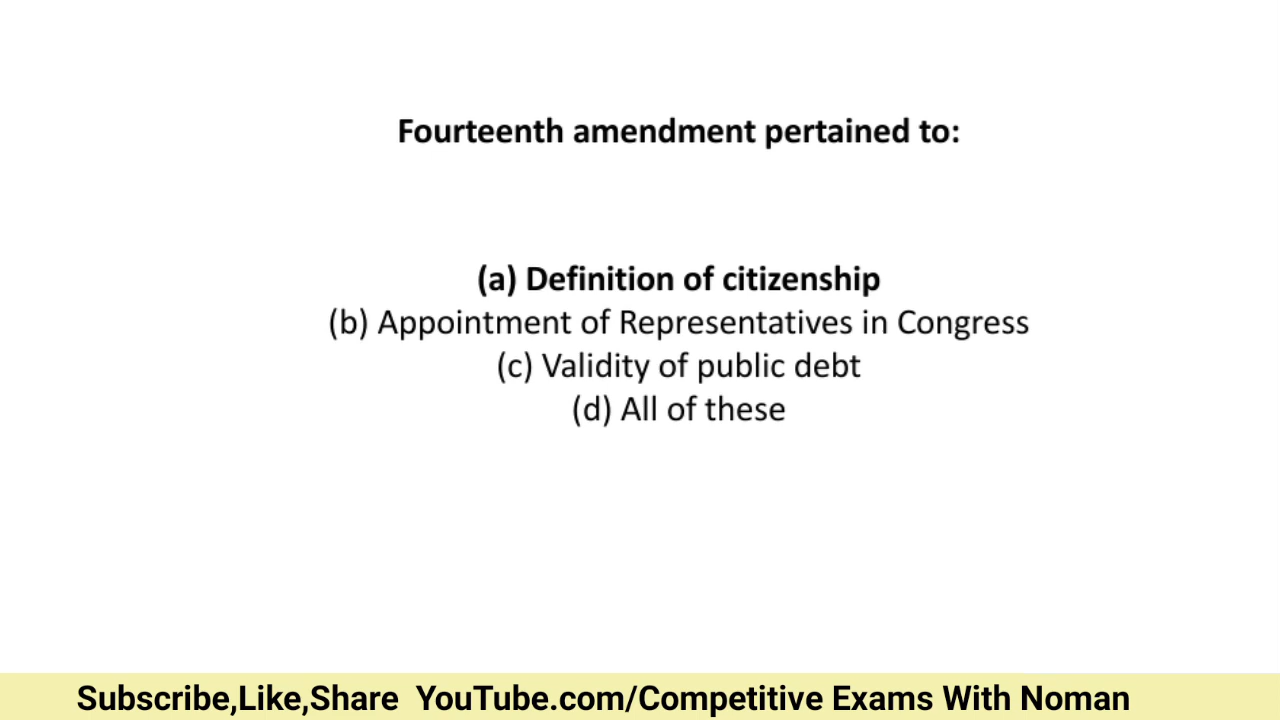 Fourteenth amendment pertained to:
(a) Definition of citizenship
(b) Appointment of Representatives in Congress
(c) Validity of public debt
(d) All of these
Subscribe,Like,Share YouTube.com/Competitive Exams With Noman